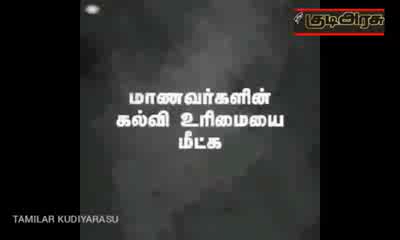 குடிஅரசு
மாணவர்களின்
கல்வி உரிமையை
மீட்க
TAMILAR KUDIYARASU